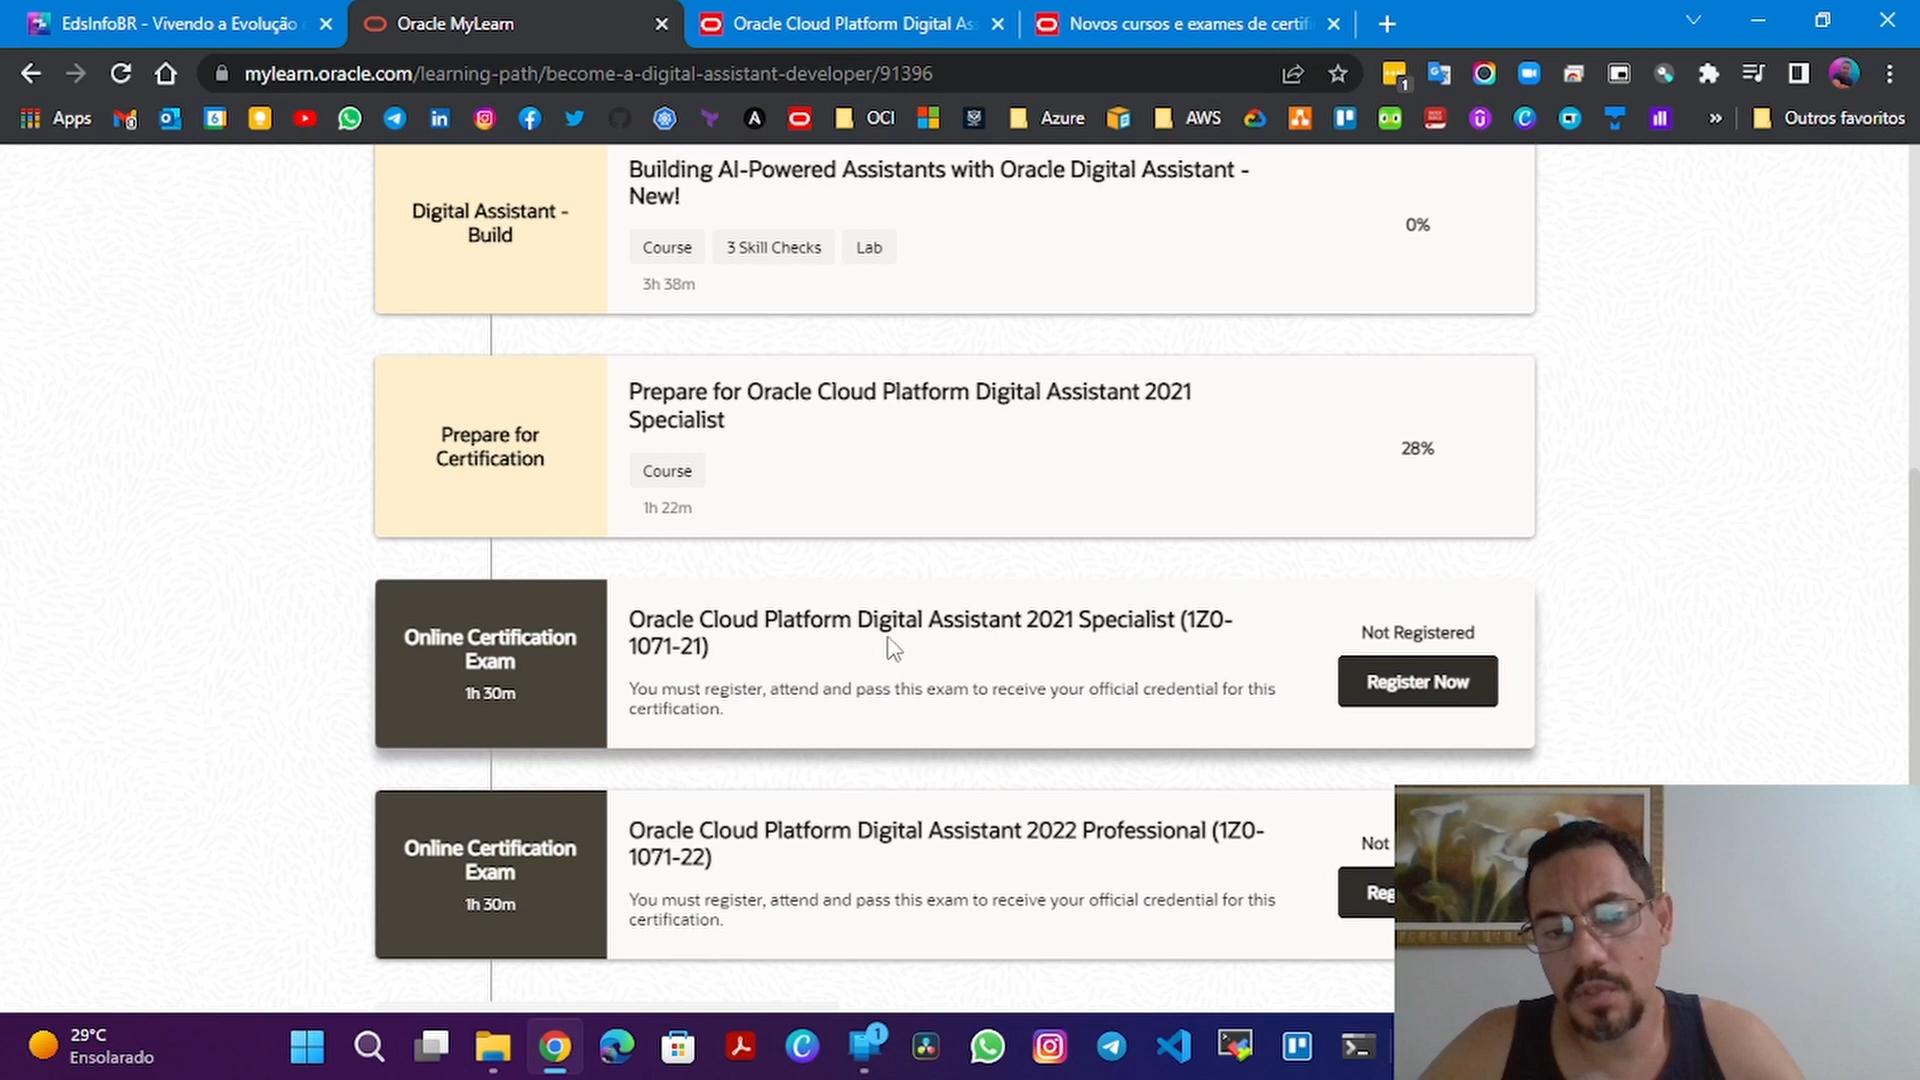 EdsInfoBR - Vivendo a Evolução
Oracle MyLearn
Oracle Cloud Platform Digital As
Novos cursos e exames de certifi
mylearn.oracle.com/learning-path/become-a-digital-assistant-developer/91396
1
Apps
OCI
Azure
AWS
»
Outros favoritos
Digital Assistant -
Build
Building AI-Powered Assistants with Oracle Digital Assistant -
New!
Course
3 Skill Checks
Lab
3h 38m
0%
Prepare for
Certification
Prepare for Oracle Cloud Platform Digital Assistant 2021
Specialist
Course
1h 22m
28%
Online Certification
Exam
1h 30m
Oracle Cloud Platform Digital Assistant 2021 Specialist (1Z0-
1071-21)
You must register, attend and pass this exam to receive your official credential for this
certification.
Not Registered
Register Now
Online Certification
Exam
1h 30m
Oracle Cloud Platform Digital Assistant 2022 Professional (1Z0-
1071-22)
You must register, attend and pass this exam to receive your official credential for this
certification.
Not
Reg
29°C
Ensolarado
1